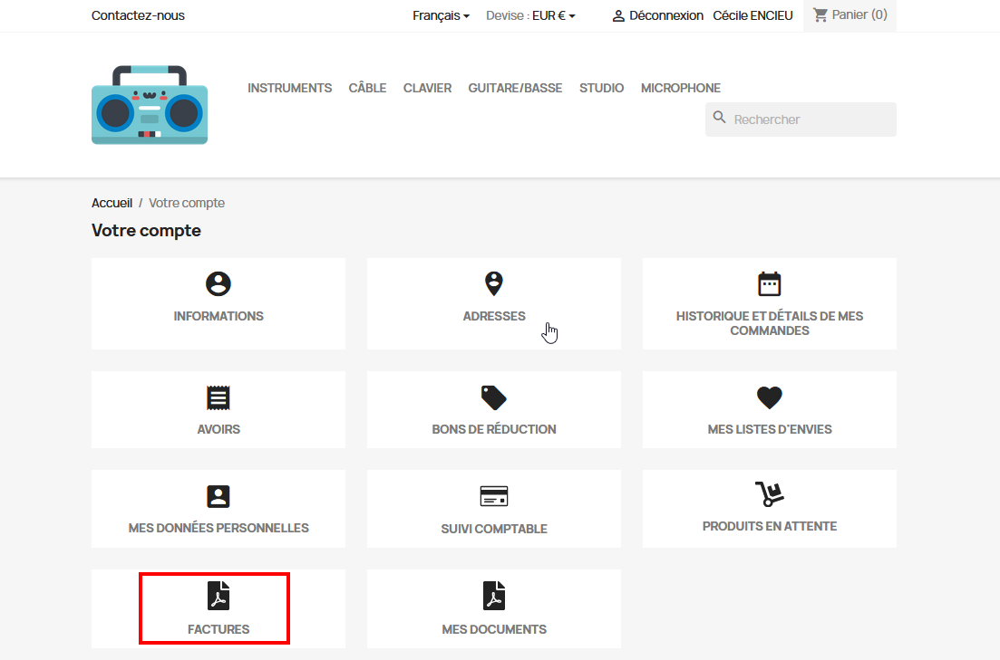 Contactez-nous
Français
Devise : EUR €
Déconnexion
Cécile ENCIEU
Panier (0)
INSTRUMENTS
CÂBLE
CLAVIER
GUITARE/BASSE
STUDIO
MICROPHONE
Rechercher
Accueil / Votre compte
Votre compte
INFORMATIONS
ADRESSES
HISTORIQUE ET DÉTAILS DE MES
COMMANDES
AVOIRS
BONS DE RÉDUCTION
MES LISTES D'ENVIES
MES DONNÉES PERSONNELLES
SUIVI COMPTABLE
PRODUITS EN ATTENTE
FACTURES
MES DOCUMENTS